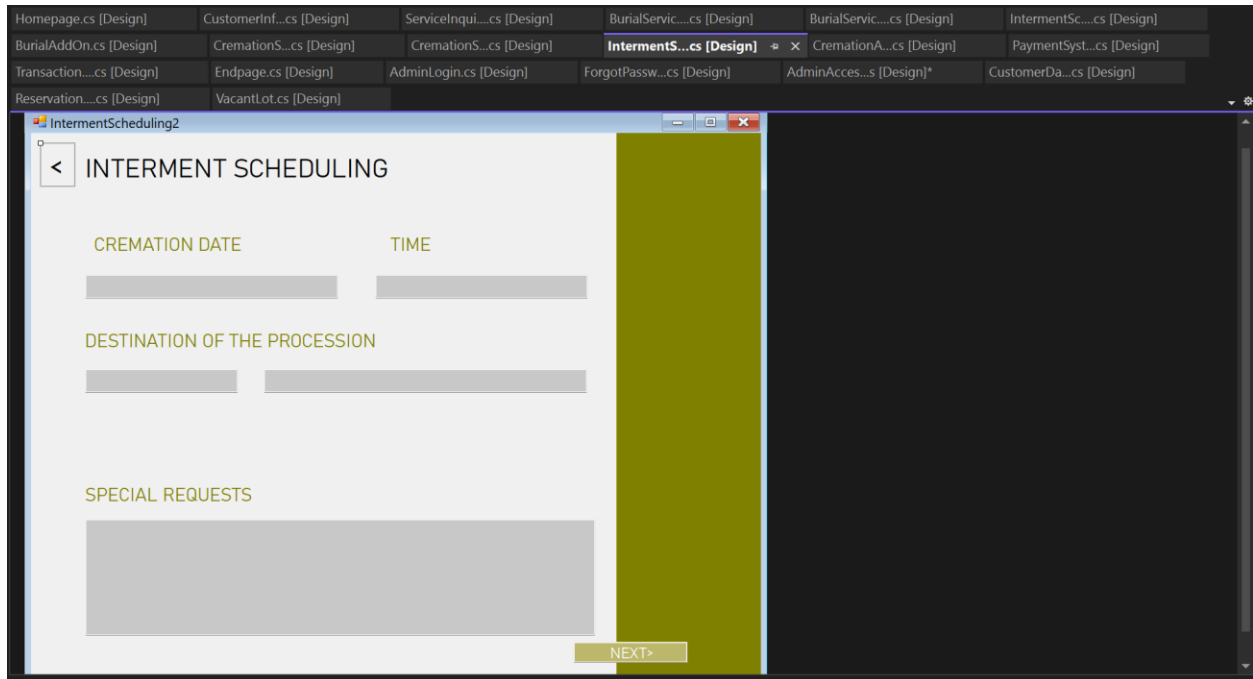 Homepage.cs [Design] CustomerInf...cs [Design] ServiceInqui....cs [Design] BurialServic....cs [Design] BurialServic....cs [Design] IntermentSc....cs [Design]
BurialAddOn.cs [Design] CremationS...cs [Design] CremationS...cs [Design] IntermentS...cs [Design] CremationA...cs [Design] PaymentSyst...cs [Design]
Transaction....cs [Design] Endpage.cs [Design] AdminLogin.cs [Design] ForgotPassw...cs [Design] AdminAcces...s [Design]* CustomerDa...cs [Design]
Reservation....cs [Design] VacantLot.cs [Design]
IntermentScheduling2
< INTERMENT SCHEDULING
CREMATION DATE TIME
DESTINATION OF THE PROCESSION
SPECIAL REQUESTS
NEXT>